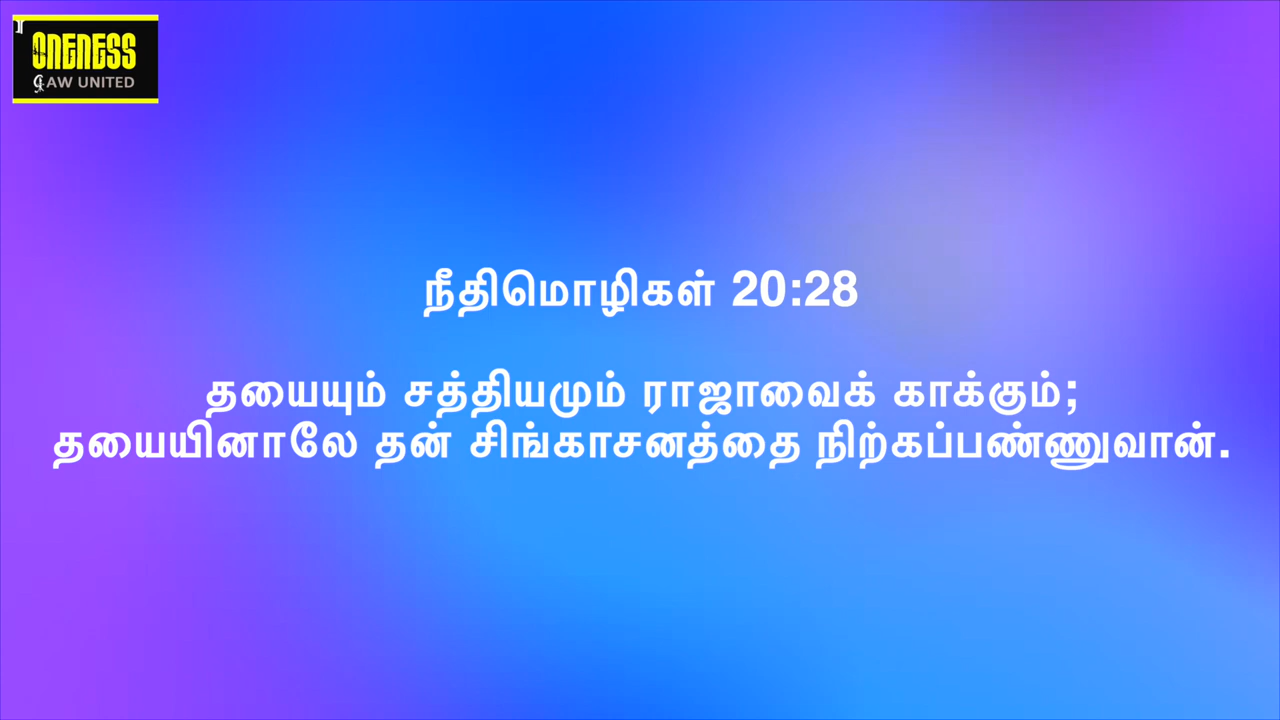 ONENESS
LAW UNITED
நீதிமொழிகள் 20:28
தயையும் சத்தியமும் ராஜாவைக் காக்கும்;
தயையினாலே தன் சிங்காசனத்தை நிற்கப்பண்ணுவான்.